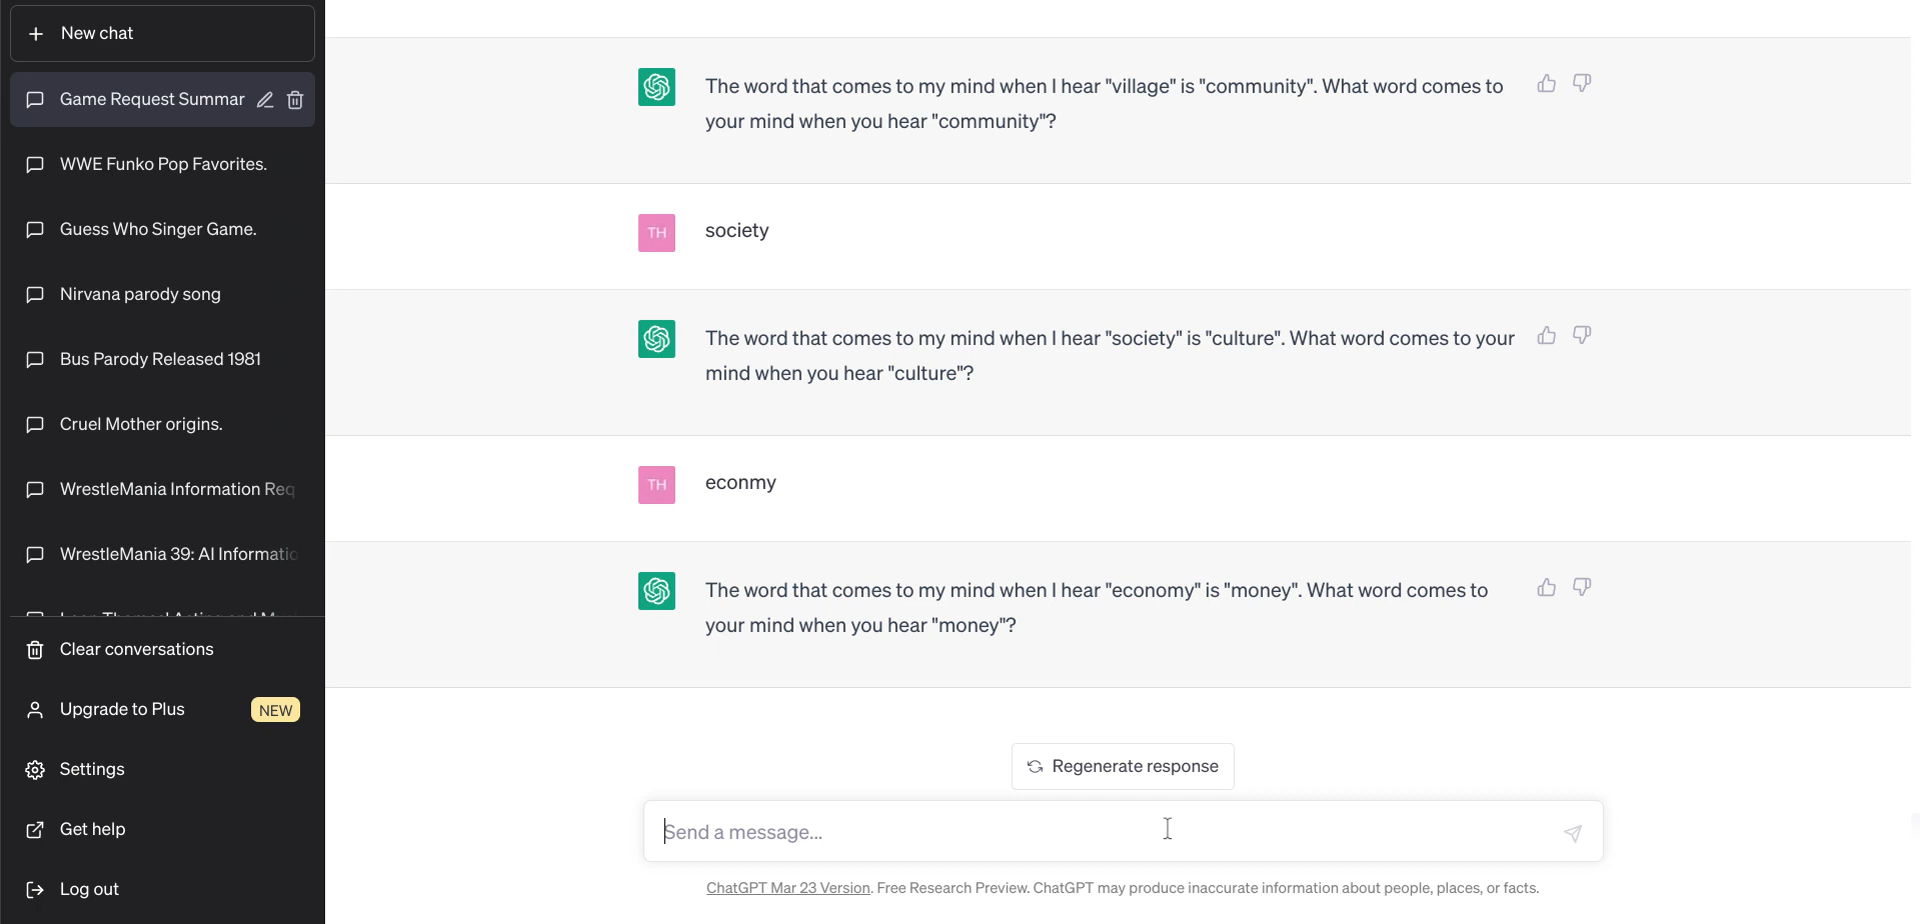 New chat
Game Request Summar
WWE Funko Pop Favorites.
Guess Who Singer Game.
Nirvana parody song
Bus Parody Released 1981
Cruel Mother origins.
WrestleMania Information Req
WrestleMania 39: AI Informatio
Clear conversations
Upgrade to Plus NEW
Settings
Get help
Log out
The word that comes to my mind when I hear "village" is "community". What word comes to
your mind when you hear "community"?
TH society
The word that comes to my mind when I hear "society" is "culture". What word comes to your
mind when you hear "culture"?
TH econmy
The word that comes to my mind when I hear "economy" is "money". What word comes to
your mind when you hear "money"?
Regenerate response
Send a message...
ChatGPT Mar 23 Version. Free Research Preview. ChatGPT may produce inaccurate information about people, places, or facts.